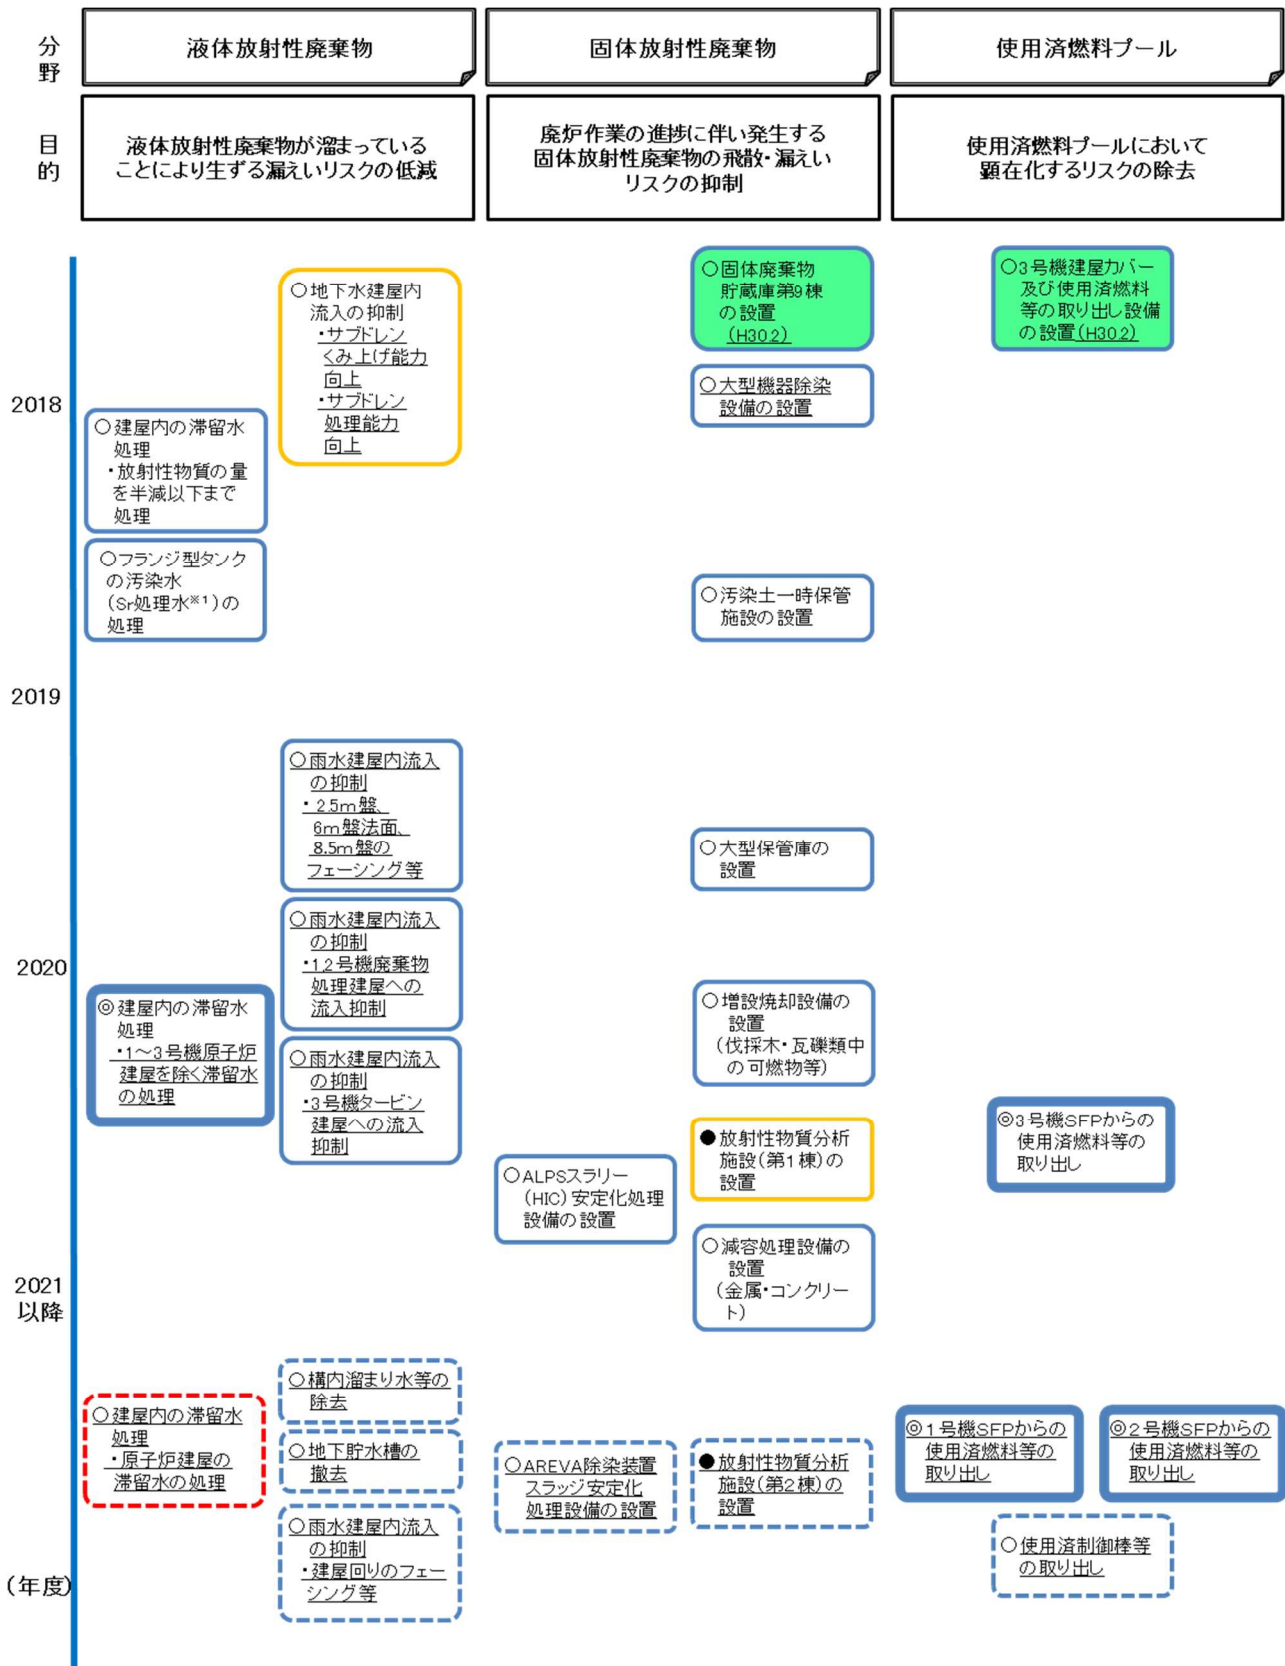 分野
液体放射性廃棄物
固体放射性廃棄物
使用済燃料プール
目的
液体放射性廃棄物が溜まっている
ことにより生ずる漏えいリスクの低減
廃炉作業の進捗に伴い発生する
固体放射性廃棄物の飛散・漏えい
リスクの抑制
使用済燃料プールにおいて
顕在化するリスクの除去
○地下水建屋内
流入の抑制
・サブドレン
くみ上げ能力
向上
・サブドレン
処理能力
向上
○固体廃棄物
貯蔵庫第9棟
の設置
(H30.2)
○3号機建屋カバー
及び使用済燃料
等の取り出し設備
の設置(H30.2)
○大型機器除染
設備の設置
2018
○建屋内の滞留水
処理
・放射性物質の量
を半減以下まで
処理
○フランジ型タンク
の汚染水
(Sr処理水※1)の
処理
○汚染土一時保管
施設の設置
2019
○雨水建屋内流入
の抑制
・2.5m盤、
6m盤法面、
8.5m盤の
フェーシング等
○大型保管庫の
設置
○雨水建屋内流入
の抑制
・1,2号機廃棄物
処理建屋への
流入抑制
2020
◎建屋内の滞留水
処理
・1～3号機原子炉
建屋を除く滞留水
の処理
○増設焼却設備の
設置
(伐採木・瓦礫類中
の可燃物等)
○雨水建屋内流入
の抑制
・3号機タービン
建屋への流入
抑制
●放射性物質分析
施設(第1棟)の
設置
◎3号機SFPからの
使用済燃料等の
取り出し
○ALPSスラリー
(HIC)安定化処理
設備の設置
○減容処理設備の
設置
(金属・コンクリー
ト)
2021
以降
○構内溜まり水等の
除去
○建屋内の滞留水
処理
・原子炉建屋の
滞留水の処理
○地下貯水槽の
撤去
○雨水建屋内流入
の抑制
・建屋回りのフェー
シング等
○AREVA除染装置
スラッジ安定化
処理設備の設置
●放射性物質分析
施設(第2棟)の
設置
◎1号機SFPからの
使用済燃料等の
取り出し
◎2号機SFPからの
使用済燃料等の
取り出し
○使用済制御棒等
の取り出し
(年度)